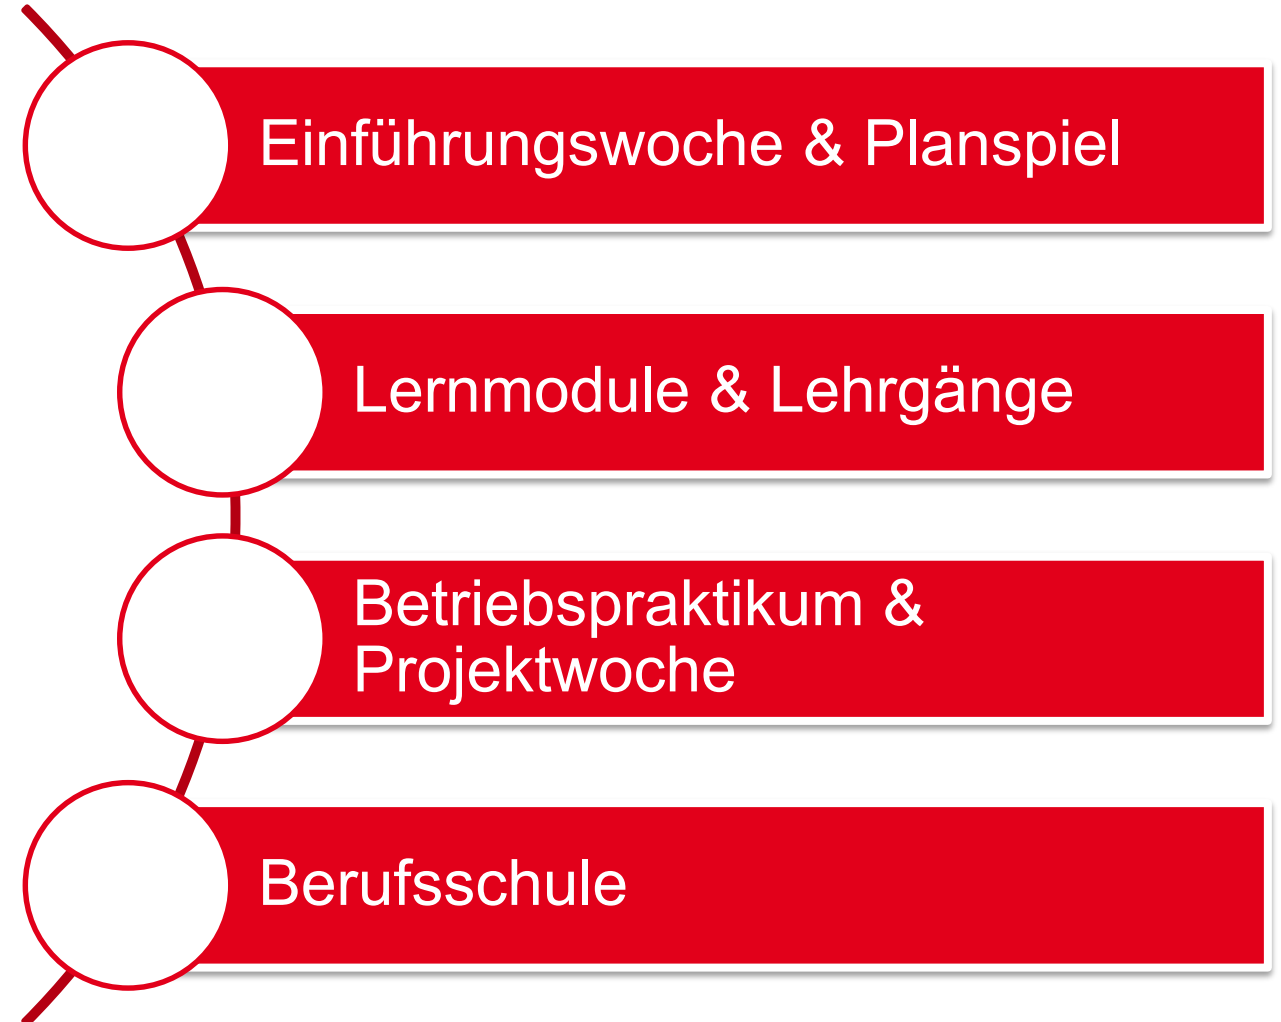 Einführungswoche & Planspiel
Lernmodule & Lehrgänge
Betriebspraktikum &
Projektwoche
Berufsschule